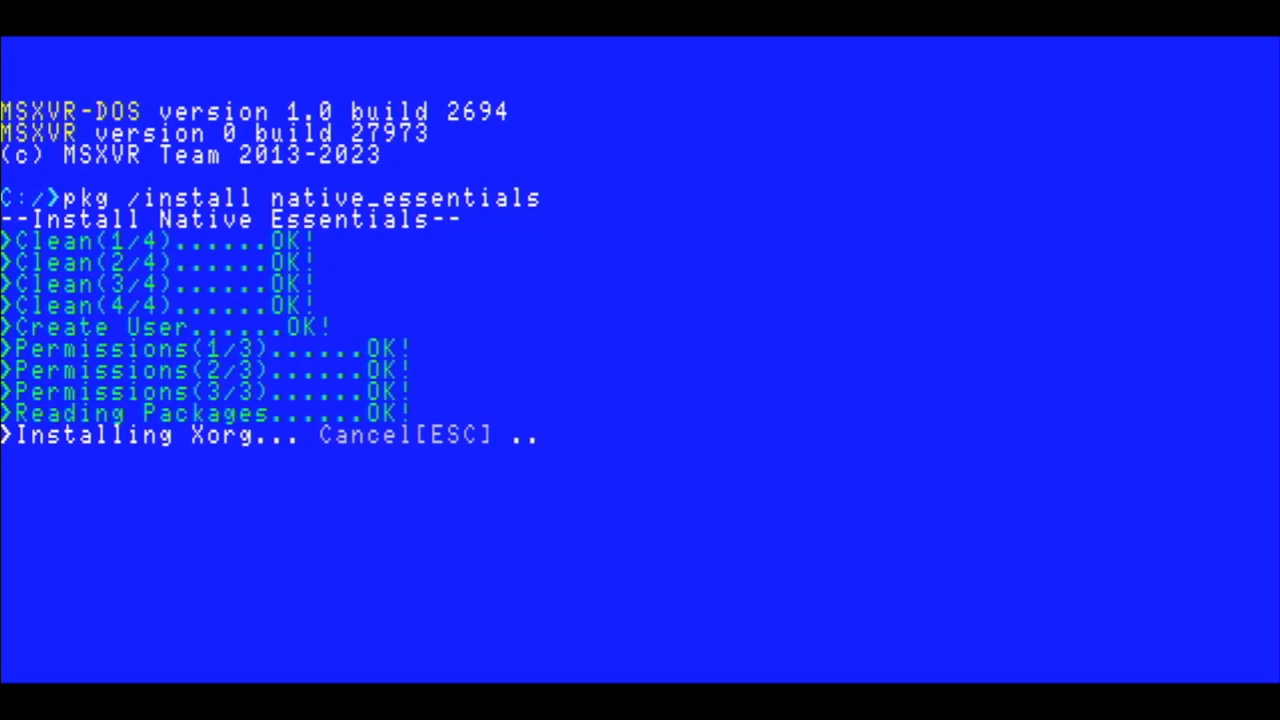 MSXVR-DOS version 1.0 build 2694
MSXVR version 0 build 27973
(c) MSXVR Team 2013-2023
C:/>pkg /install native_essentials
--Install Native Essentials--
>Clean(1/4)......OK!
>Clean(2/4)......OK!
>Clean(3/4)......OK!
>Clean(4/4)......OK!
>Create User......OK!
>Permissions(1/3)......OK!
>Permissions(2/3)......OK!
>Permissions(3/3)......OK!
>Reading Packages......OK!
>Installing Xorg... Cancel[ESC] ..